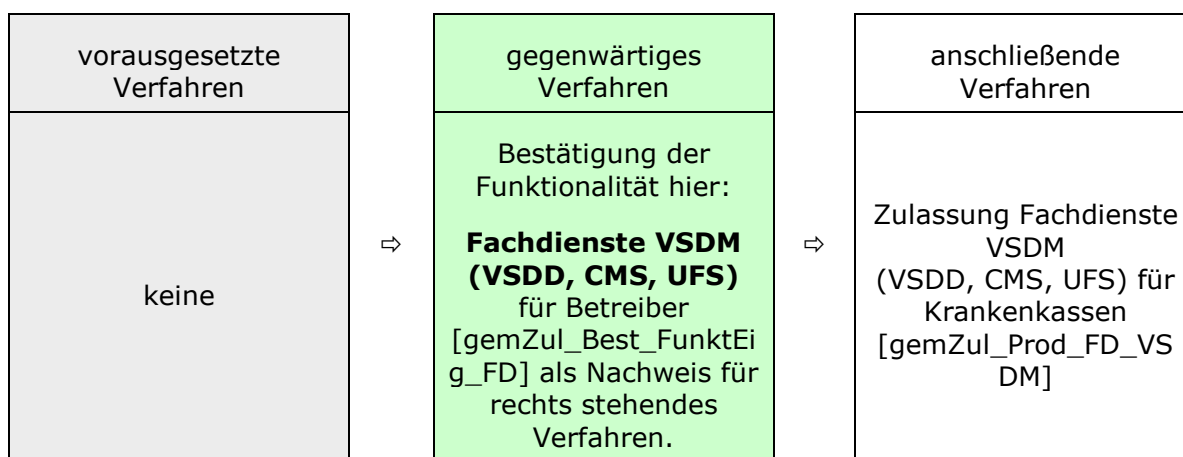 vorausgesetzte
Verfahren
keine
⇨
gegenwärtiges
Verfahren
Bestätigung der
Funktionalität hier:
Fachdienste VSDM
(VSDD, CMS, UFS)
für Betreiber
[gemZul_Best_FunktEi
g_FD] als Nachweis für
rechts stehendes
Verfahren.
⇨
anschließende
Verfahren
Zulassung Fachdienste
VSDM
(VSDD, CMS, UFS) für
Krankenkassen
[gemZul_Prod_FD_VS
DM]